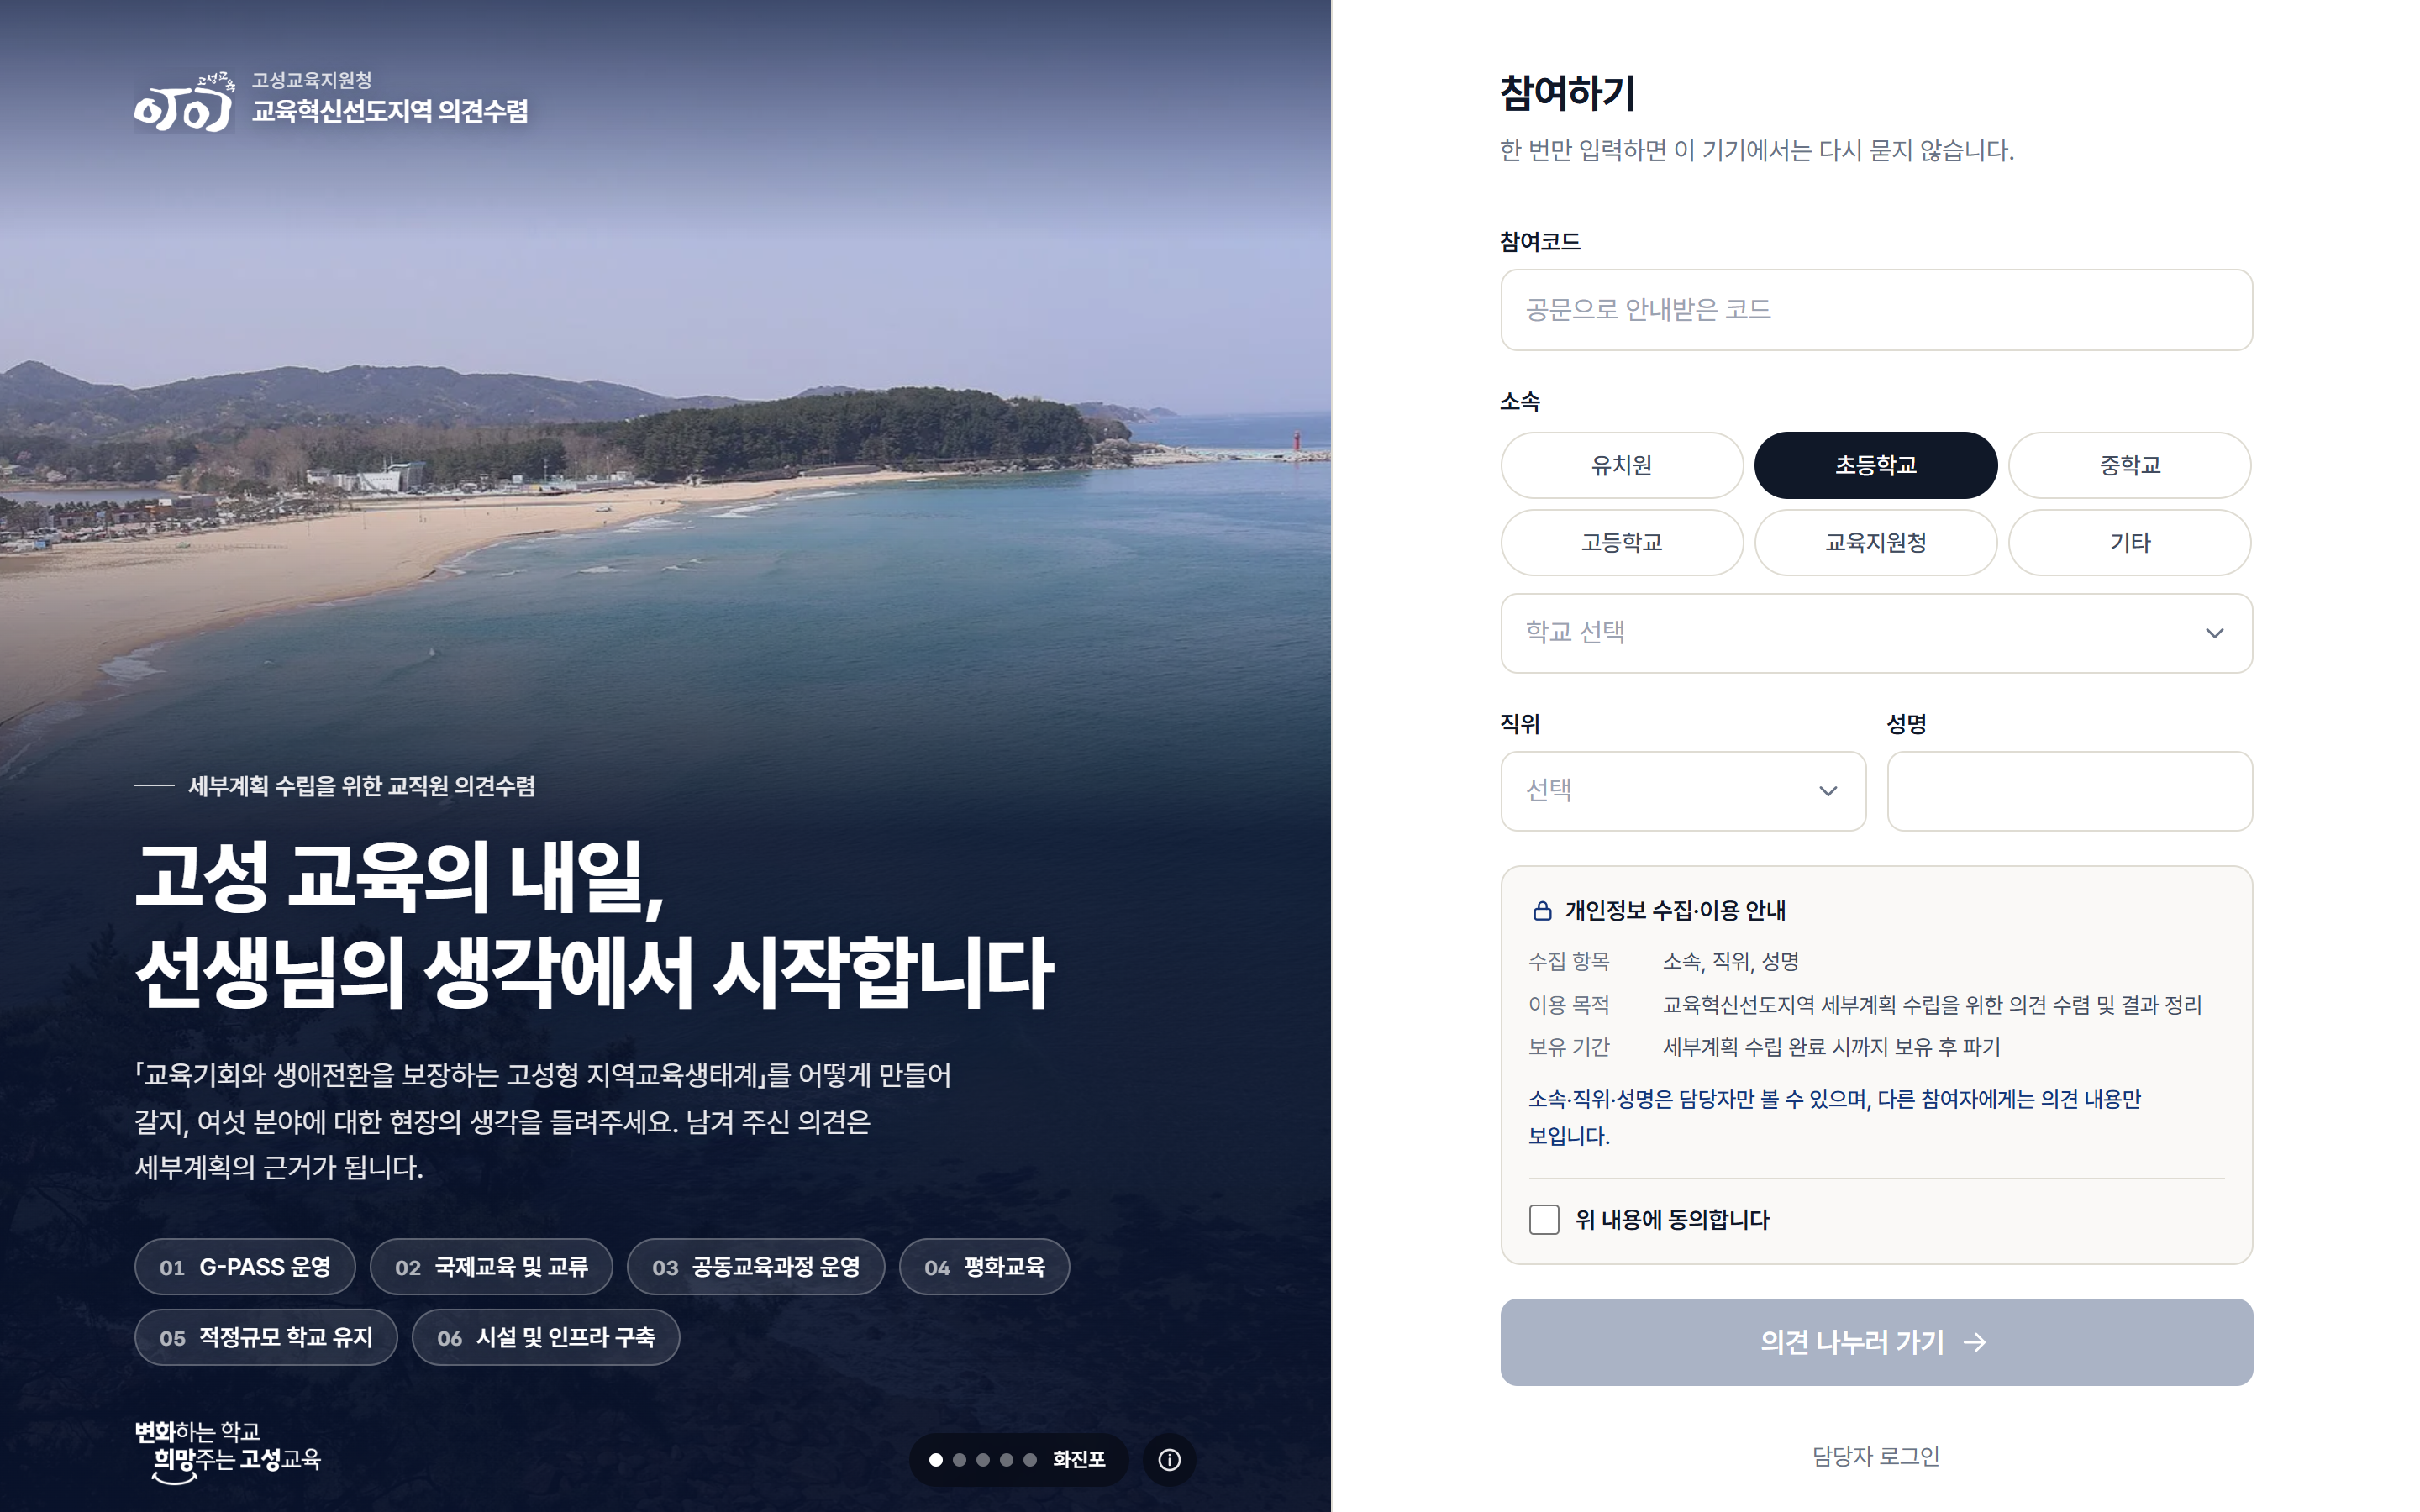 고성교육
아이
고성교육지원청
교육혁신선도지역 의견수렴
세부계획 수립을 위한 교직원 의견수렴
고성 교육의 내일,
선생님의 생각에서 시작합니다
「교육기회와 생애전환을 보장하는 고성형 지역교육생태계」를 어떻게 만들어
갈지, 여섯 분야에 대한 현장의 생각을 들려주세요. 남겨 주신 의견은
세부계획의 근거가 됩니다.
01 G-PASS 운영
02 국제교육 및 교류
03 공동교육과정 운영
04 평화교육
05 적정규모 학교 유지
06 시설 및 인프라 구축
변화하는 학교
희망주는 고성교육
화진포
참여하기
한 번만 입력하면 이 기기에서는 다시 묻지 않습니다.
참여코드
공문으로 안내받은 코드
소속
유치원
초등학교
중학교
고등학교
교육지원청
기타
학교 선택
직위
성명
선택
개인정보 수집·이용 안내
수집 항목 소속, 직위, 성명
이용 목적 교육혁신선도지역 세부계획 수립을 위한 의견 수렴 및 결과 정리
보유 기간 세부계획 수립 완료 시까지 보유 후 파기
소속·직위·성명은 담당자만 볼 수 있으며, 다른 참여자에게는 의견 내용만
보입니다.
위 내용에 동의합니다
의견 나누러 가기 →
담당자 로그인